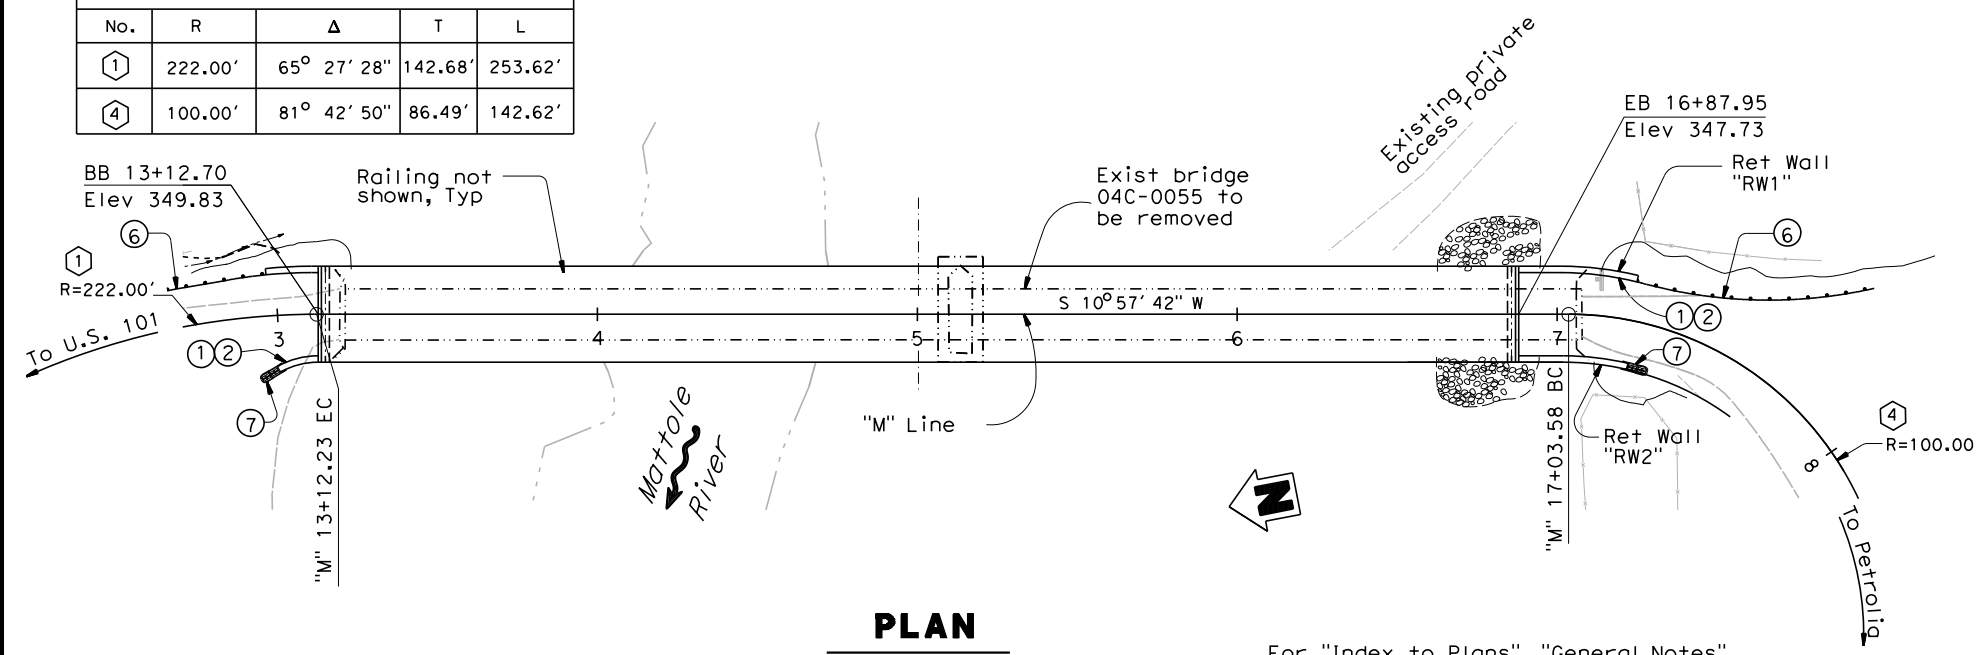 No. R Δ T L
1 222.00' 65° 27' 28" 142.68' 253.62'
4 100.00' 81° 42' 50" 86.49' 142.62'
Existing private
access road
EB 16+87.95
Elev 347.73
BB 13+12.70
Elev 349.83
Railing not
shown, Typ
Exist bridge
04C-0055 to
be removed
Ret Wall
"RW1"
6
6
1
R=222.00'
S 10° 57' 42" W
To U.S. 101
3 4 5 6 7 8
1 2
1 2
7
7
"M" 13+12.23 EC
Mattole
River
"M" Line
N
"M" 17+03.58 BC
Ret Wall
"RW2"
4
R=100.00
To Petrolia
PLAN
For "Index to Plans", "General Notes"